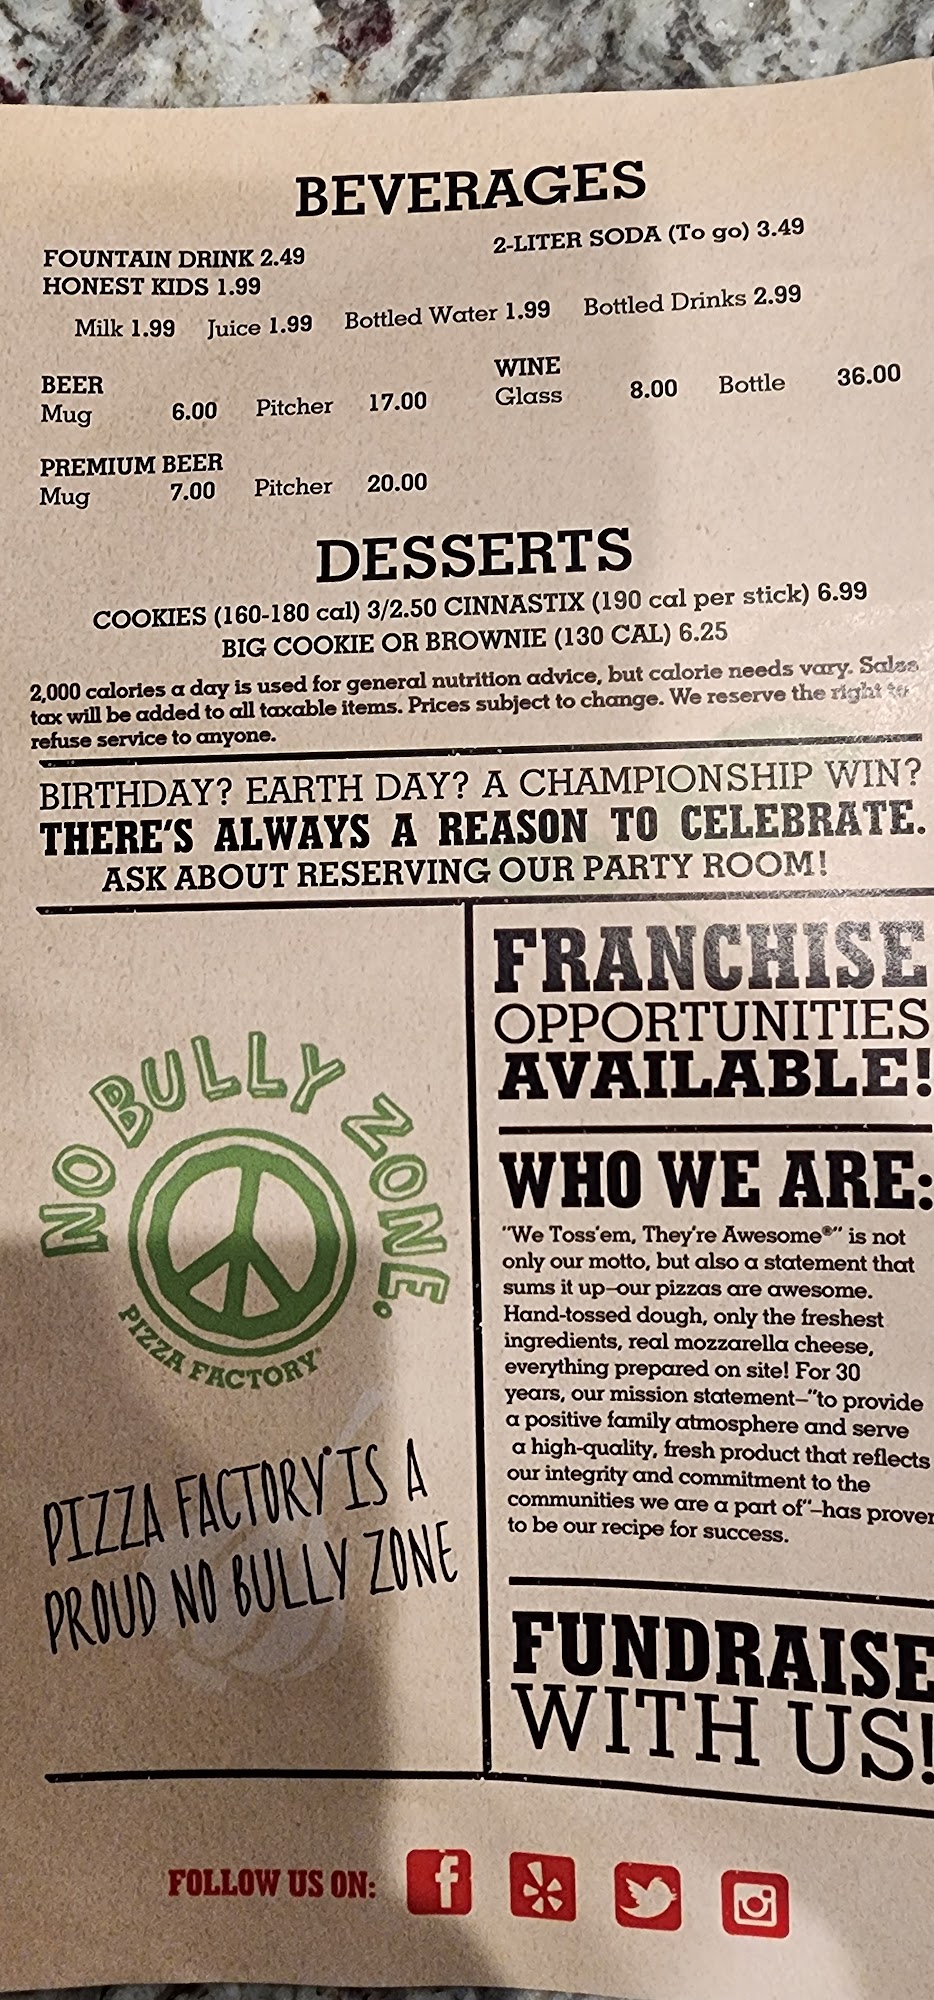 BEVERAGES
FOUNTAIN DRINK 2.49 2-LITER SODA (To go) 3.49
HONEST KIDS 1.99
Milk 1.99 Juice 1.99 Bottled Water 1.99 Bottled Drinks 2.99
BEER
Mug 6.00 Pitcher 17.00
WINE
Glass 8.00 Bottle 36.00
PREMIUM BEER
Mug 7.00 Pitcher 20.00
DESSERTS
COOKIES (160-180 cal) 3/2.50 CINNASTIX (190 cal per stick) 6.99
BIG COOKIE OR BROWNIE (130 CAL) 6.25
2,000 calories a day is used for general nutrition advice, but calorie needs vary. Sales
tax will be added to all taxable items. Prices subject to change. We reserve the right to
refuse service to anyone.
BIRTHDAY? EARTH DAY? A CHAMPIONSHIP WIN?
THERE'S ALWAYS A REASON TO CELEBRATE.
ASK ABOUT RESERVING OUR PARTY ROOM!
NO BULLY ZONE.
PIZZA FACTORY
PIZZA FACTORY IS A
PROUD NO BULLY ZONE
FRANCHISE
OPPORTUNITIES
AVAILABLE!
WHO WE ARE:
"We Toss'em, They're Awesome®" is not
only our motto, but also a statement that
sums it up–our pizzas are awesome.
Hand-tossed dough, only the freshest
ingredients, real mozzarella cheese,
everything prepared on site! For 30
years, our mission statement–"to provide
a positive family atmosphere and serve
a high-quality, fresh product that reflects
our integrity and commitment to the
communities we are a part of"–has proven
to be our recipe for success.
FUNDRAISE
WITH US!
FOLLOW US ON: